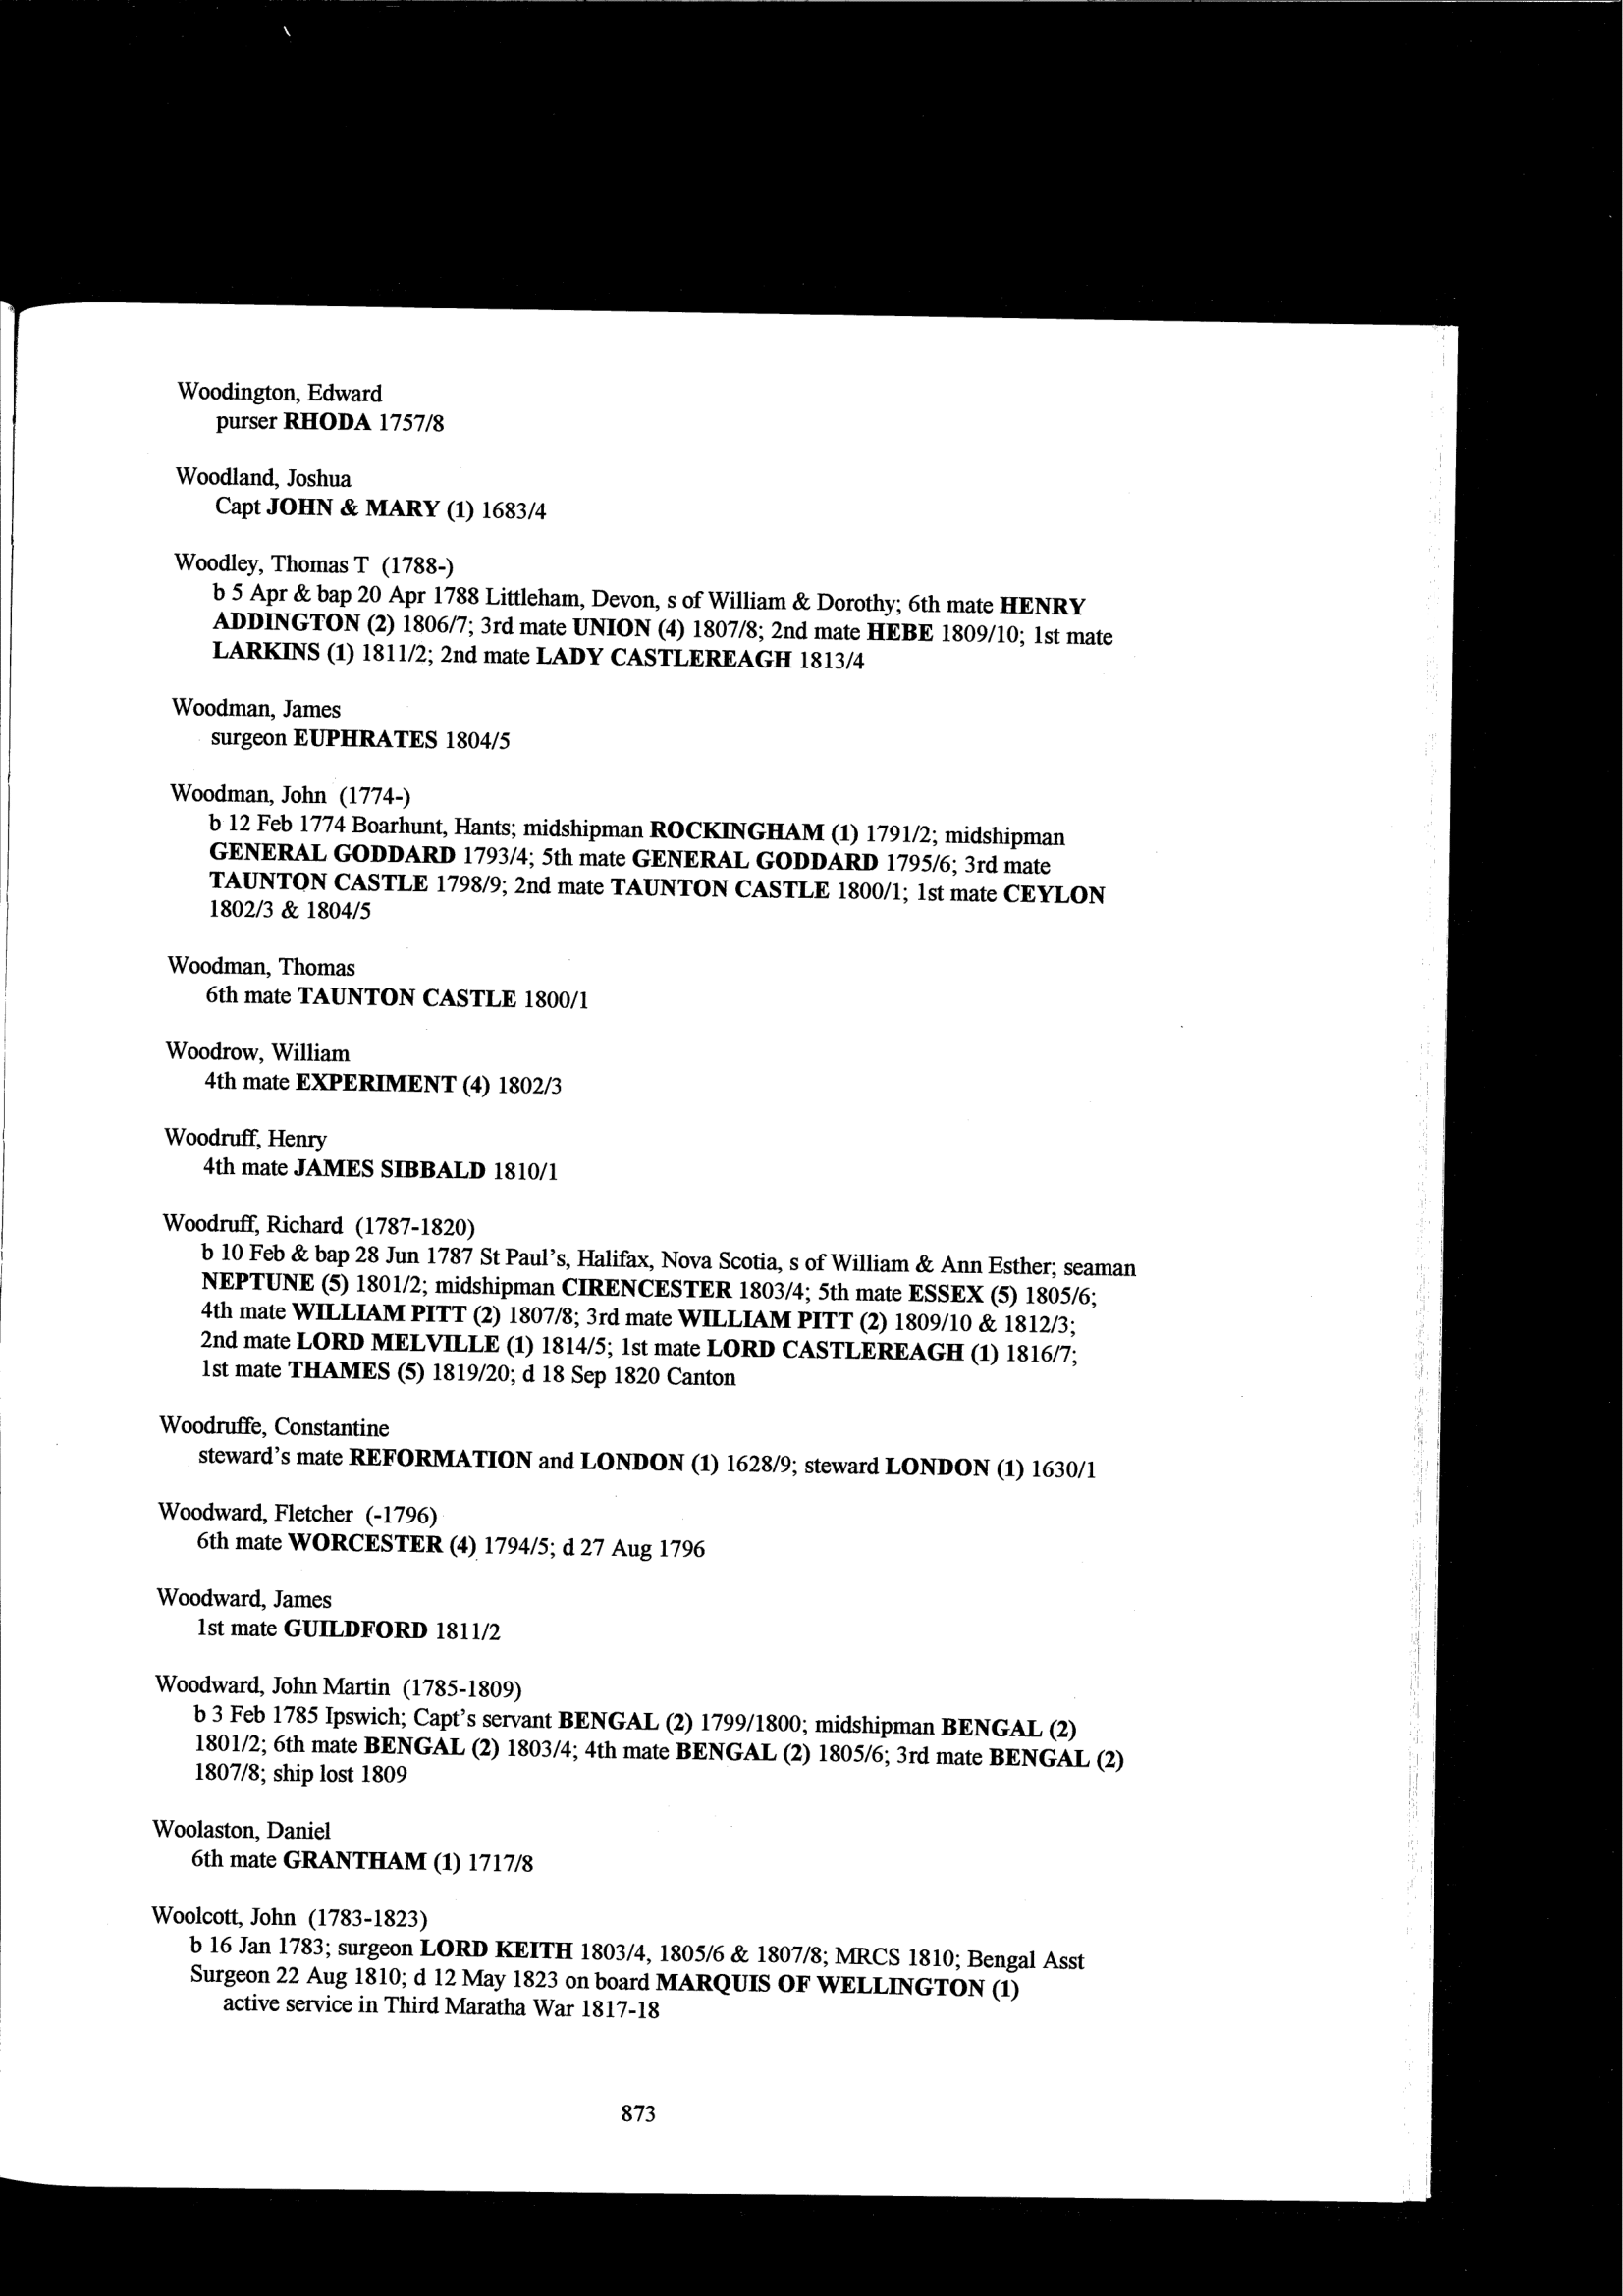 Woodington, Edward
purser RHODA 1757/8
Woodland, Joshua
Capt JOHN & MARY (1) 1683/4
Woodley, Thomas T (1788-)
b 5 Apr & bap 20 Apr 1788 Littleham, Devon, s of William & Dorothy; 6th mate HENRY
ADDINGTON (2) 1806/7; 3rd mate UNION (4) 1807/8; 2nd mate HEBE 1809/10; 1st mate
LARKINS (1) 1811/2; 2nd mate LADY CASTLEREAGH 1813/4
Woodman, James
surgeon EUPHRATES 1804/5
Woodman, John (1774-)
b 12 Feb 1774 Boarhunt, Hants; midshipman ROCKINGHAM (1) 1791/2; midshipman
GENERAL GODDARD 1793/4; 5th mate GENERAL GODDARD 1795/6; 3rd mate
TAUNTON CASTLE 1798/9; 2nd mate TAUNTON CASTLE 1800/1; 1st mate CEYLON
1802/3 & 1804/5
Woodman, Thomas
6th mate TAUNTON CASTLE 1800/1
Woodrow, William
4th mate EXPERIMENT (4) 1802/3
Woodruff, Henry
4th mate JAMES SIBBALD 1810/1
Woodruff, Richard (1787-1820)
b 10 Feb & bap 28 Jun 1787 St Paul's, Halifax, Nova Scotia, s of William & Ann Esther; seaman
NEPTUNE (5) 1801/2; midshipman CIRENCESTER 1803/4; 5th mate ESSEX (5) 1805/6;
4th mate WILLIAM PITT (2) 1807/8; 3rd mate WILLIAM PITT (2) 1809/10 & 1812/3;
2nd mate LORD MELVILLE (1) 1814/5; 1st mate LORD CASTLEREAGH (1) 1816/7;
1st mate THAMES (5) 1819/20; d 18 Sep 1820 Canton
Woodruffe, Constantine
steward's mate REFORMATION and LONDON (1) 1628/9; steward LONDON (1) 1630/1
Woodward, Fletcher (-1796)
6th mate WORCESTER (4) 1794/5; d 27 Aug 1796
Woodward, James
1st mate GUILDFORD 1811/2
Woodward, John Martin (1785-1809)
b 3 Feb 1785 Ipswich; Capt's servant BENGAL (2) 1799/1800; midshipman BENGAL (2)
1801/2; 6th mate BENGAL (2) 1803/4; 4th mate BENGAL (2) 1805/6; 3rd mate BENGAL (2)
1807/8; ship lost 1809
Woolaston, Daniel
6th mate GRANTHAM (1) 1717/8
Woolcott, John (1783-1823)
b 16 Jan 1783; surgeon LORD KEITH 1803/4, 1805/6 & 1807/8; MRCS 1810; Bengal Asst
Surgeon 22 Aug 1810; d 12 May 1823 on board MARQUIS OF WELLINGTON (1)
active service in Third Maratha War 1817-18
873